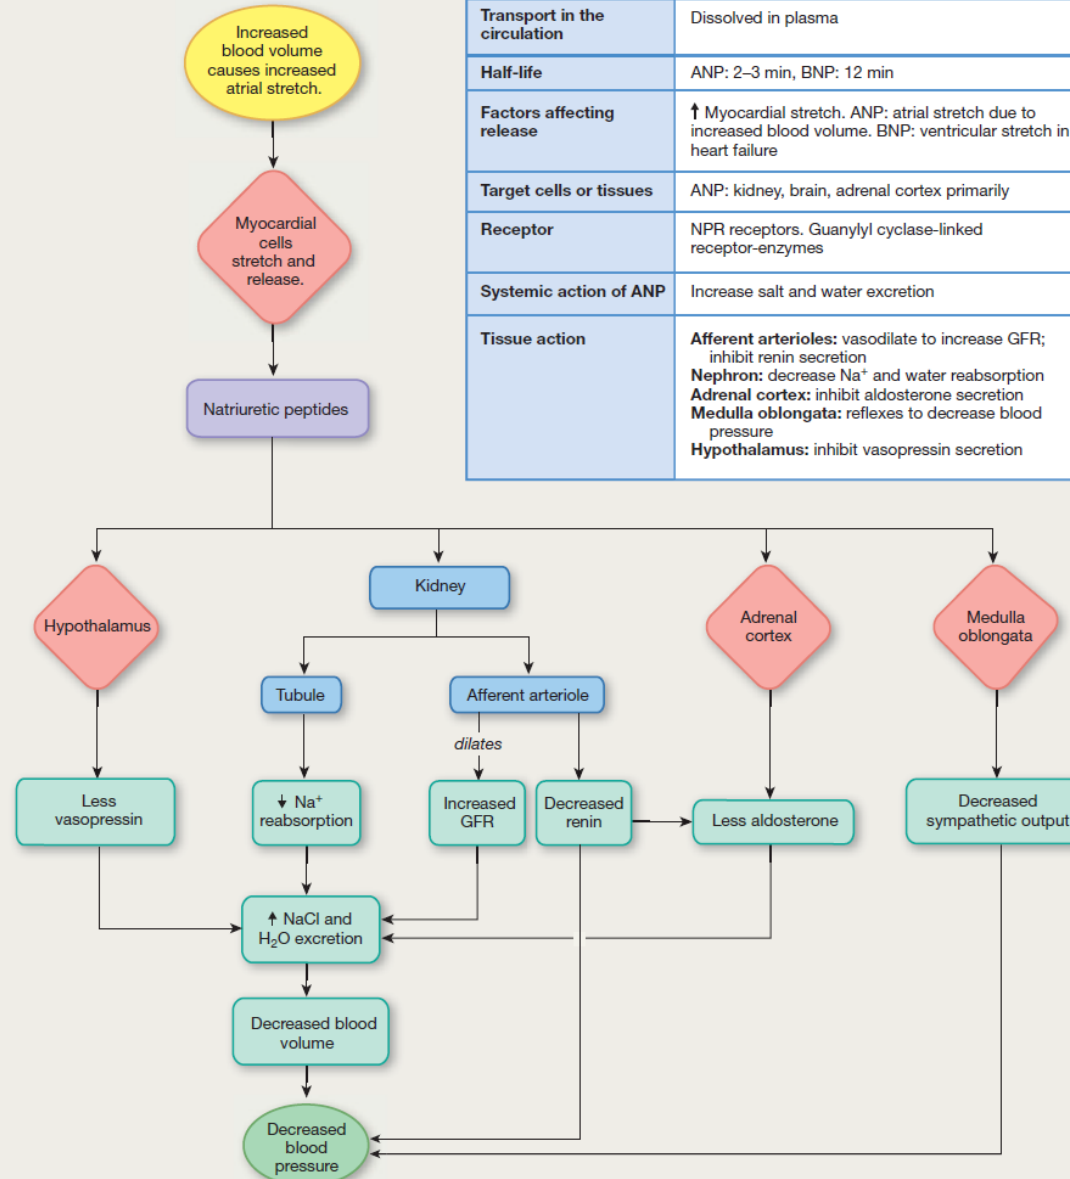 Increased
blood volume
causes increased
atrial stretch.
Myocardial
cells
stretch and
release.
Natriuretic peptides
Transport in the
circulation
Dissolved in plasma
Half-life
ANP: 2–3 min, BNP: 12 min
Factors affecting
release
↑ Myocardial stretch. ANP: atrial stretch due to
increased blood volume. BNP: ventricular stretch in
heart failure
Target cells or tissues
ANP: kidney, brain, adrenal cortex primarily
Receptor
NPR receptors. Guanylyl cyclase-linked
receptor-enzymes
Systemic action of ANP
Increase salt and water excretion
Tissue action
Afferent arterioles: vasodilate to increase GFR;
inhibit renin secretion
Nephron: decrease Na⁺ and water reabsorption
Adrenal cortex: inhibit aldosterone secretion
Medulla oblongata: reflexes to decrease blood
pressure
Hypothalamus: inhibit vasopressin secretion
Hypothalamus
Kidney
Adrenal
cortex
Medulla
oblongata
Tubule
Afferent arteriole
dilates
Less
vasopressin
↓ Na⁺
reabsorption
Increased
GFR
Decreased
renin
Less aldosterone
Decreased
sympathetic output
↑ NaCl and
H₂O excretion
Decreased blood
volume
Decreased
blood
pressure